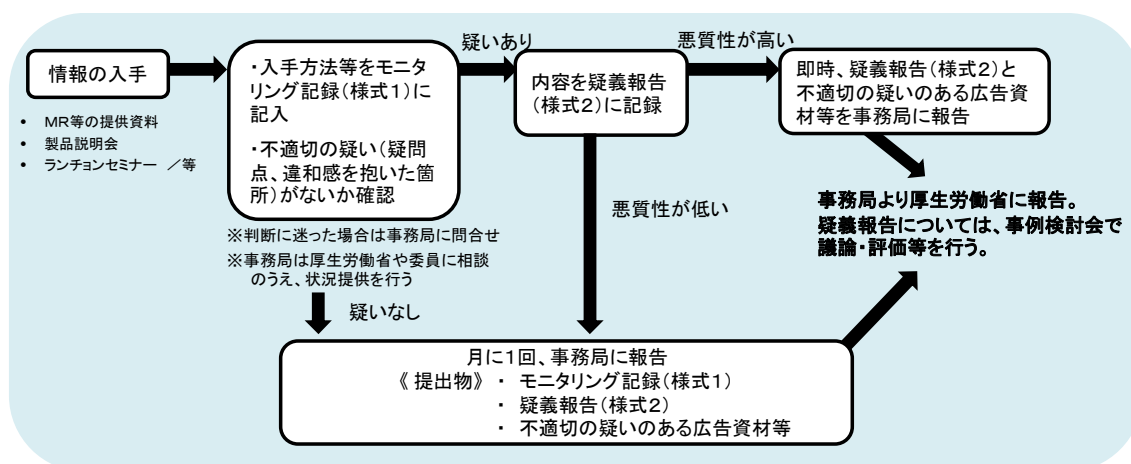 情報の入手
• MR等の提供資料
• 製品説明会
• ランチョンセミナー ／等
・入手方法等をモニタ
リング記録（様式1）に
記入
・不適切の疑い（疑問
点、違和感を抱いた箇
所）がないか確認
※判断に迷った場合は事務局に問合せ
※事務局は厚生労働省や委員に相談
のうえ、状況提供を行う
疑いあり
疑いなし
内容を疑義報告
（様式2）に記録
悪質性が高い
悪質性が低い
即時、疑義報告（様式2）と
不適切の疑いのある広告資
材等を事務局に報告
事務局より厚生労働省に報告。
疑義報告については、事例検討会で
議論・評価等を行う。
月に1回、事務局に報告
《 提出物》 ・ モニタリング記録（様式1）
・ 疑義報告（様式2）
・ 不適切の疑いのある広告資材等